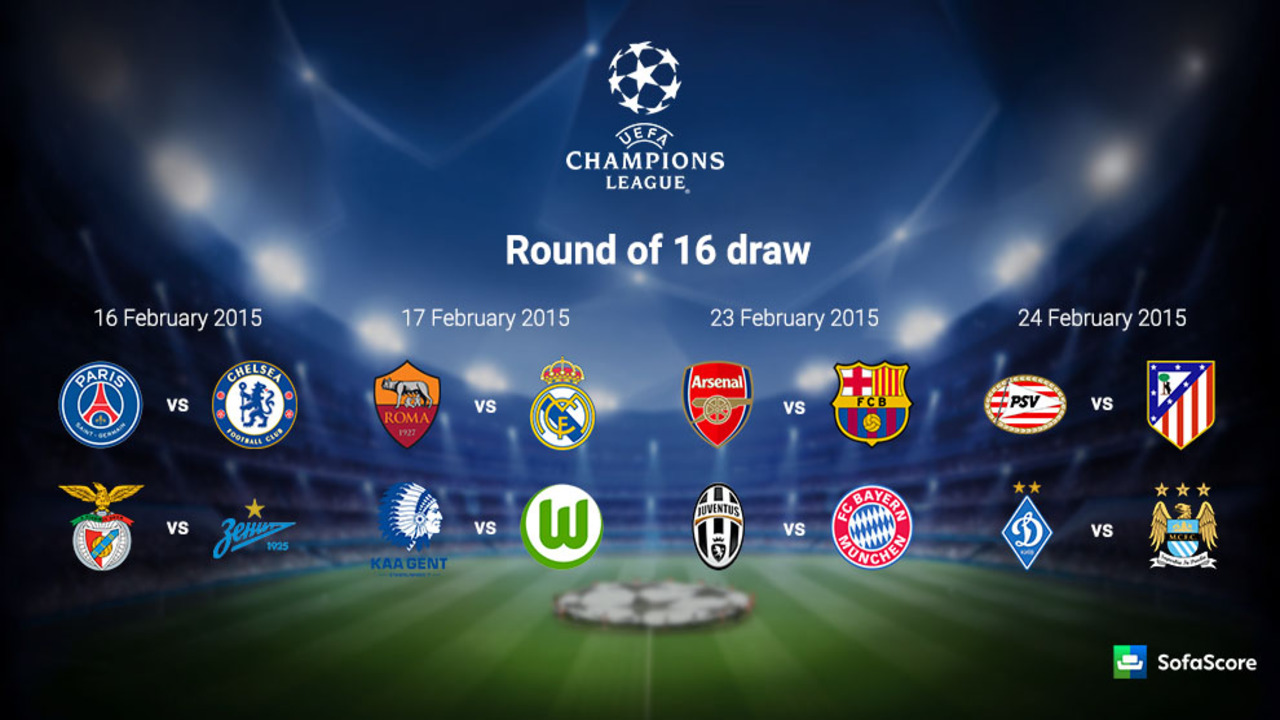 UEFA
CHAMPIONS
LEAGUE
Round of 16 draw
16 February 2015
17 February 2015
23 February 2015
24 February 2015
PARIS
SAINT-GERMAIN
vs
CHELSEA
FOOTBALL CLUB
ROMA
1927
vs
Arsenal
vs
FCB
PSV
vs
vs
Зенит
1925
KAA GENT
vs
W
JUVENTUS
vs
FC BAYERN
MÜNCHEN
Д
vs
M.C.F.C.
SofaScore